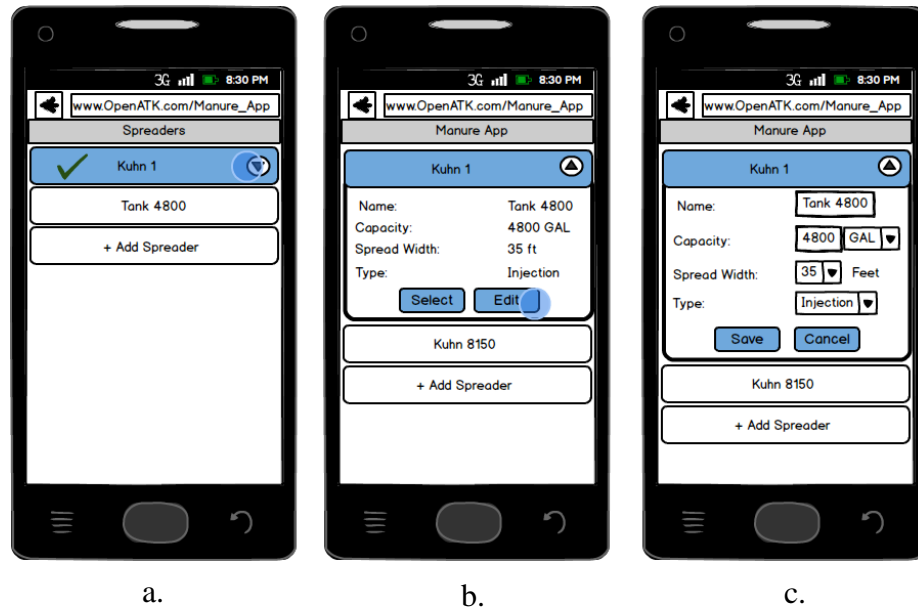 3G 8:30 PM
www.OpenATK.com/Manure_App
Spreaders
Kuhn 1
Tank 4800
+ Add Spreader
a.
3G 8:30 PM
www.OpenATK.com/Manure_App
Manure App
Kuhn 1
Name: Tank 4800
Capacity: 4800 GAL
Spread Width: 35 ft
Type: Injection
Select Edit
Kuhn 8150
+ Add Spreader
b.
3G 8:30 PM
www.OpenATK.com/Manure_App
Manure App
Kuhn 1
Name: Tank 4800
Capacity: 4800 GAL
Spread Width: 35 Feet
Type: Injection
Save Cancel
Kuhn 8150
+ Add Spreader
c.